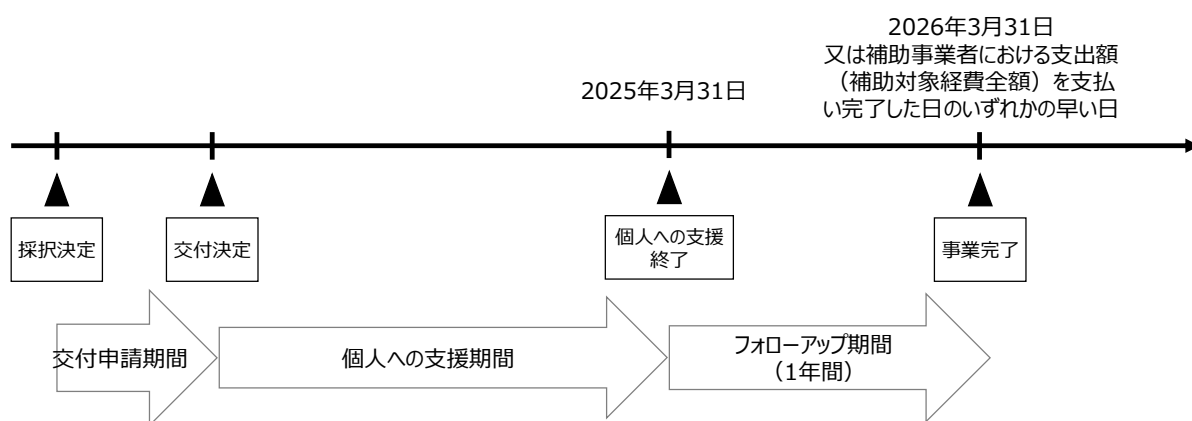 2026年3月31日
又は補助事業者における支出額
（補助対象経費全額）を支払
い完了した日のいずれかの早い日
2025年3月31日
採択決定
交付決定
個人への支援
終了
事業完了
交付申請期間
個人への支援期間
フォローアップ期間
（1年間）